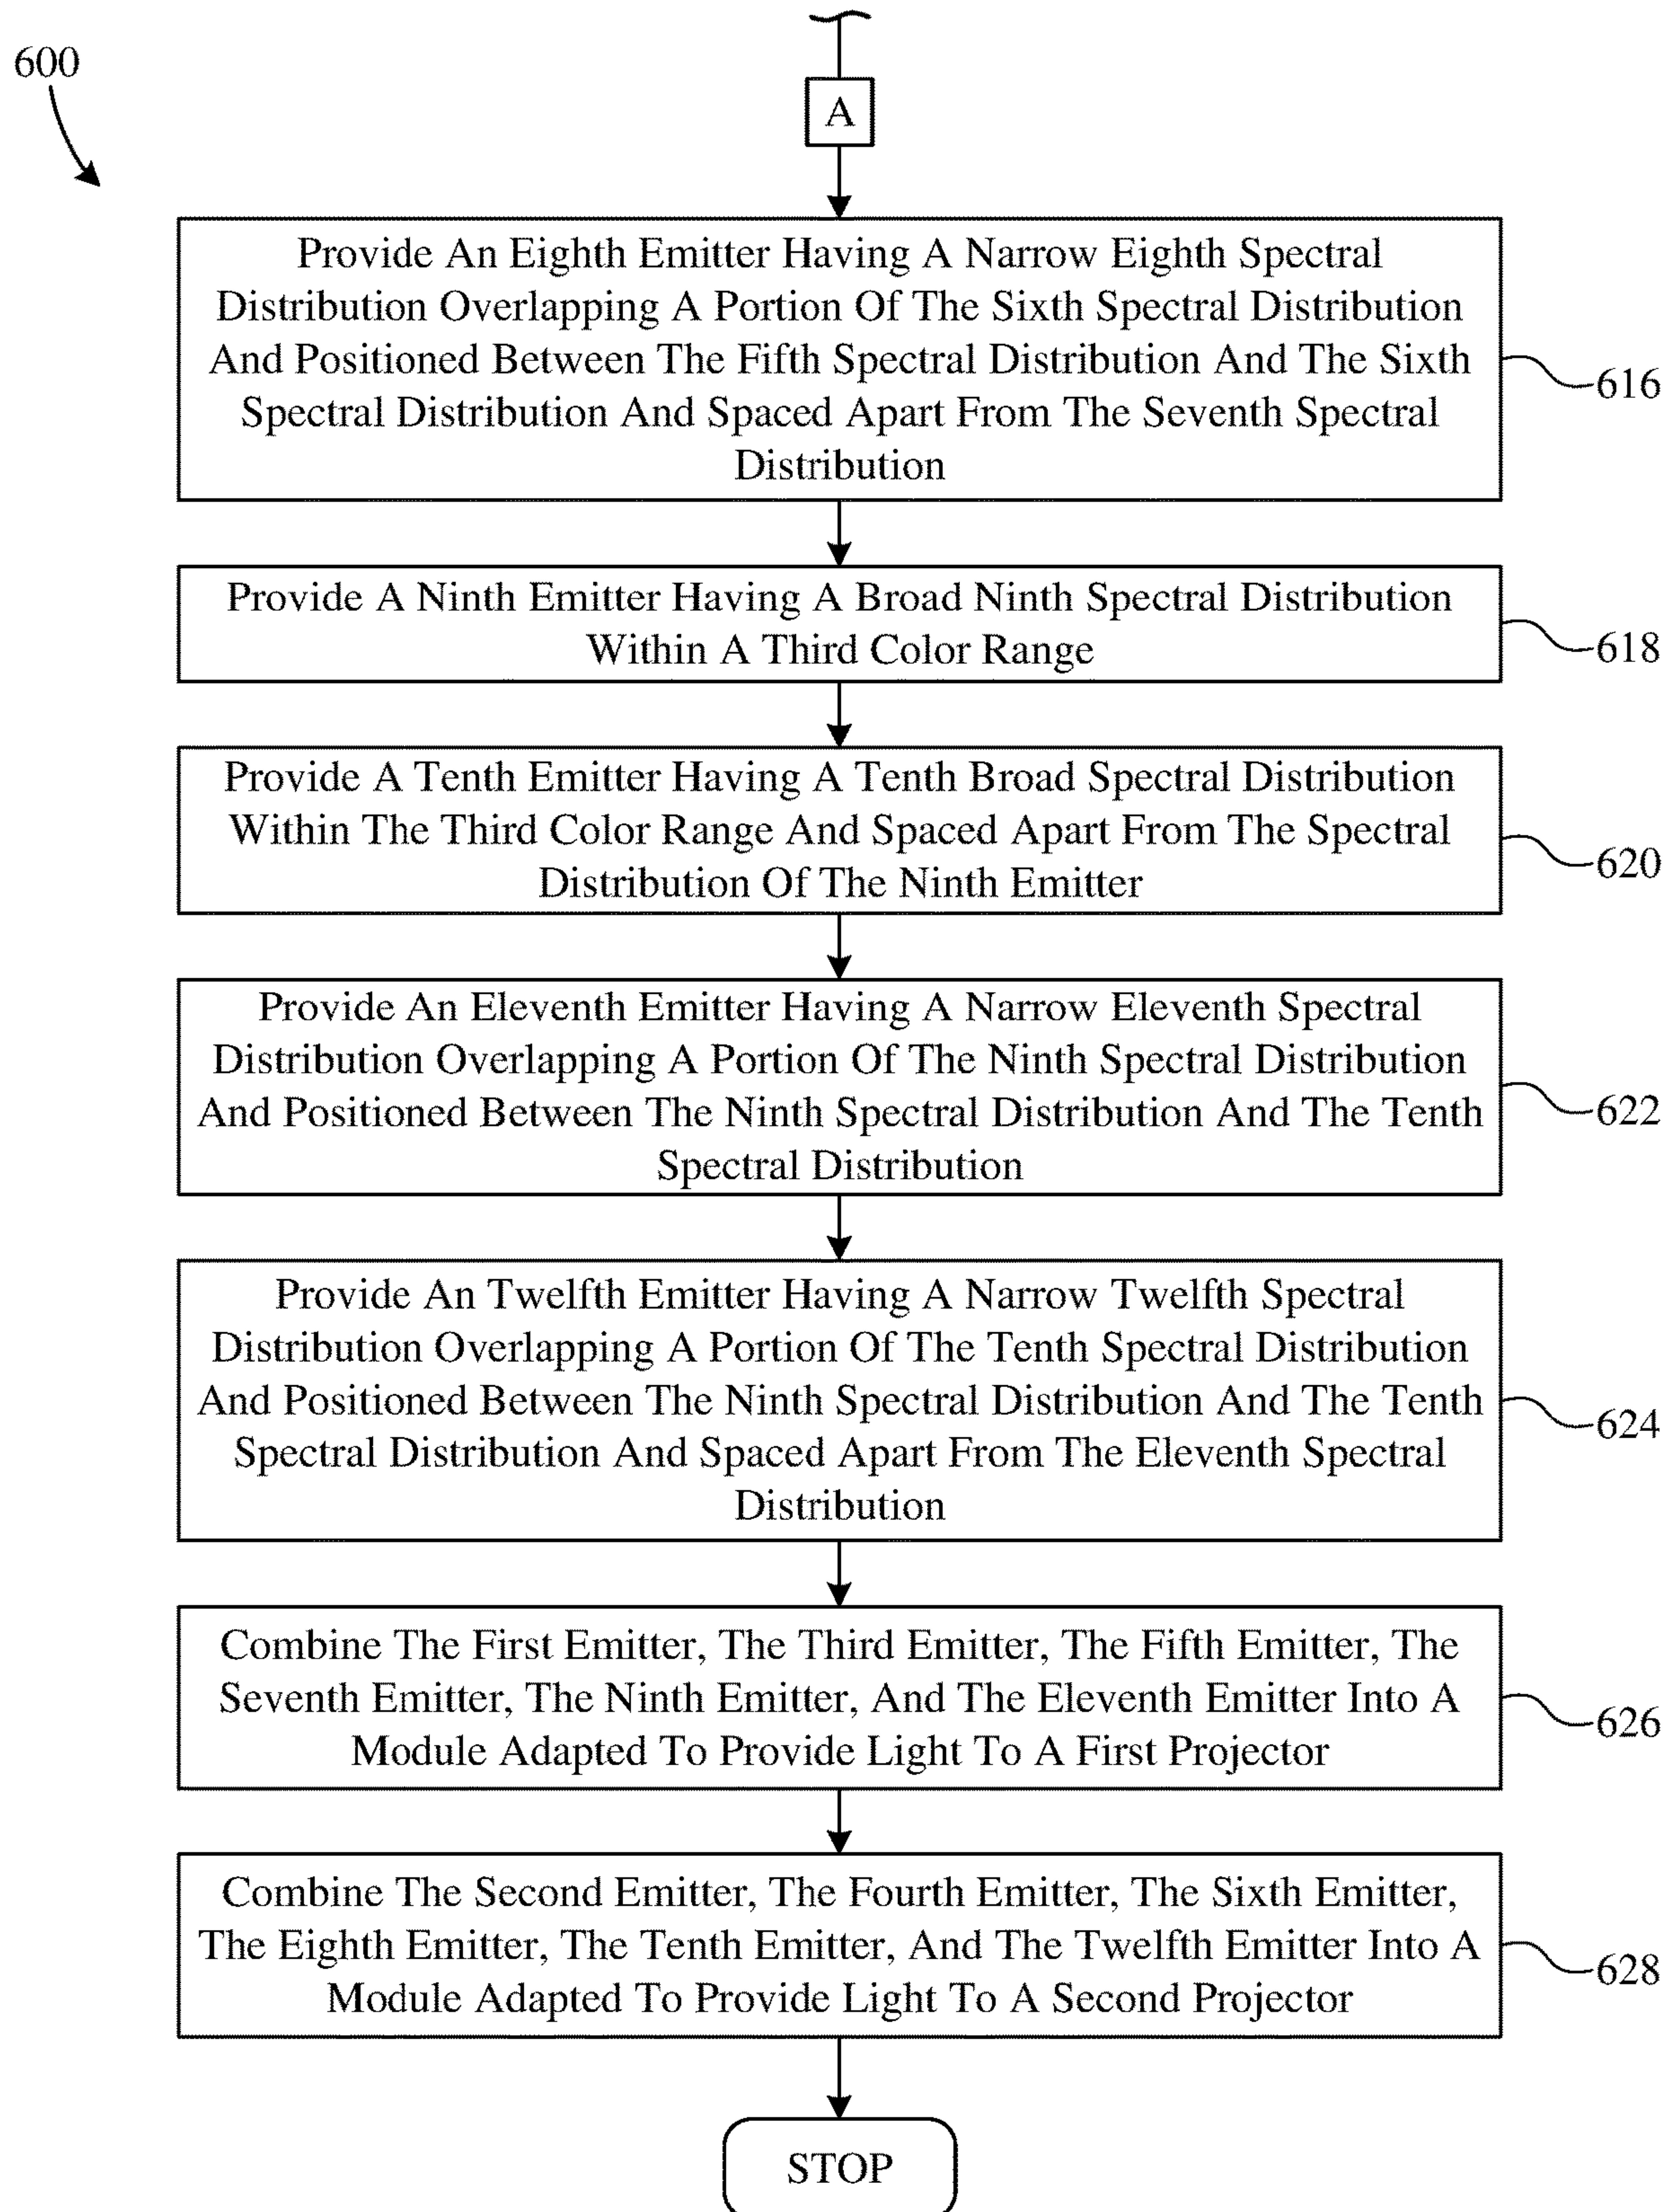 600
A
Provide An Eighth Emitter Having A Narrow Eighth Spectral
Distribution Overlapping A Portion Of The Sixth Spectral Distribution
And Positioned Between The Fifth Spectral Distribution And The Sixth
Spectral Distribution And Spaced Apart From The Seventh Spectral
Distribution
616
Provide A Ninth Emitter Having A Broad Ninth Spectral Distribution
Within A Third Color Range
618
Provide A Tenth Emitter Having A Tenth Broad Spectral Distribution
Within The Third Color Range And Spaced Apart From The Spectral
Distribution Of The Ninth Emitter
620
Provide An Eleventh Emitter Having A Narrow Eleventh Spectral
Distribution Overlapping A Portion Of The Ninth Spectral Distribution
And Positioned Between The Ninth Spectral Distribution And The Tenth
Spectral Distribution
622
Provide An Twelfth Emitter Having A Narrow Twelfth Spectral
Distribution Overlapping A Portion Of The Tenth Spectral Distribution
And Positioned Between The Ninth Spectral Distribution And The Tenth
Spectral Distribution And Spaced Apart From The Eleventh Spectral
Distribution
624
Combine The First Emitter, The Third Emitter, The Fifth Emitter, The
Seventh Emitter, The Ninth Emitter, And The Eleventh Emitter Into A
Module Adapted To Provide Light To A First Projector
626
Combine The Second Emitter, The Fourth Emitter, The Sixth Emitter,
The Eighth Emitter, The Tenth Emitter, And The Twelfth Emitter Into A
Module Adapted To Provide Light To A Second Projector
628
STOP